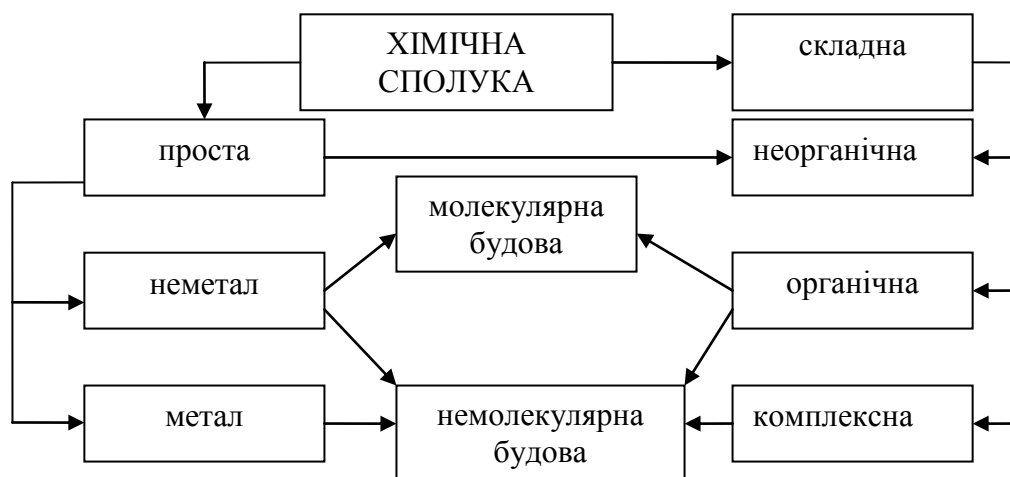 ХІМІЧНА
СПОЛУКА
складна
проста
неорганічна
молекулярна
будова
неметал
органічна
метал
немолекулярна
будова
комплексна